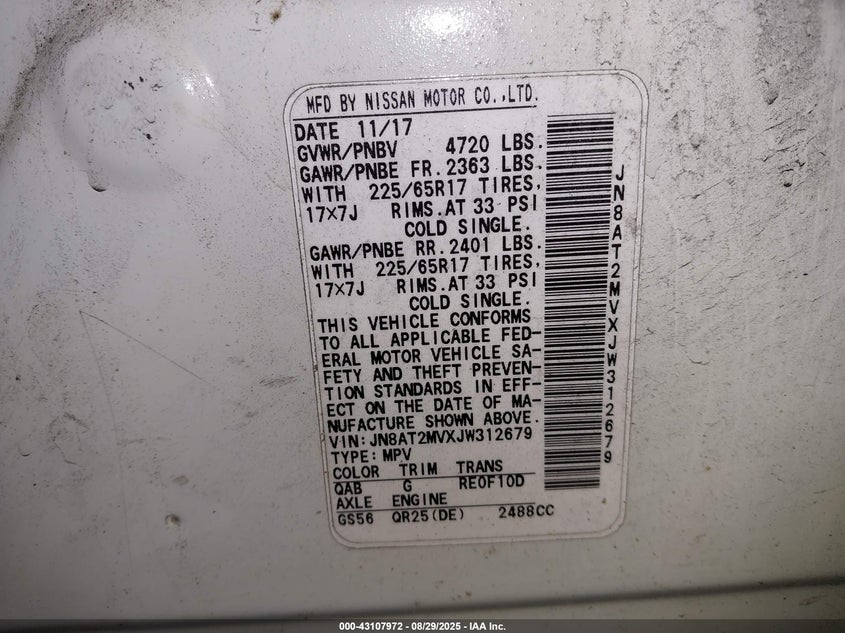 MFD BY NISSAN MOTOR CO.,LTD.
DATE 11/17
GVWR/PNBV 4720 LBS.
GAWR/PNBE FR. 2363 LBS.
WITH 225/65R17 TIRES,
17×7J RIMS.AT 33 PSI
COLD SINGLE.
GAWR/PNBE RR. 2401 LBS.
WITH 225/65R17 TIRES,
17×7J RIMS.AT 33 PSI
COLD SINGLE.
THIS VEHICLE CONFORMS
TO ALL APPLICABLE FED-
ERAL MOTOR VEHICLE SA-
FETY AND THEFT PREVEN-
TION STANDARDS IN EFF-
ECT ON THE DATE OF MA-
NUFACTURE SHOWN ABOVE.
VIN: JN8AT2MVXJW312679
TYPE: MPV
COLOR TRIM TRANS
QAB G RE0F10D
AXLE ENGINE
GS56 QR25(DE) 2488CC
JN8AT2MVXJW312679
000-43107972 - 08/29/2025 - IAA Inc.